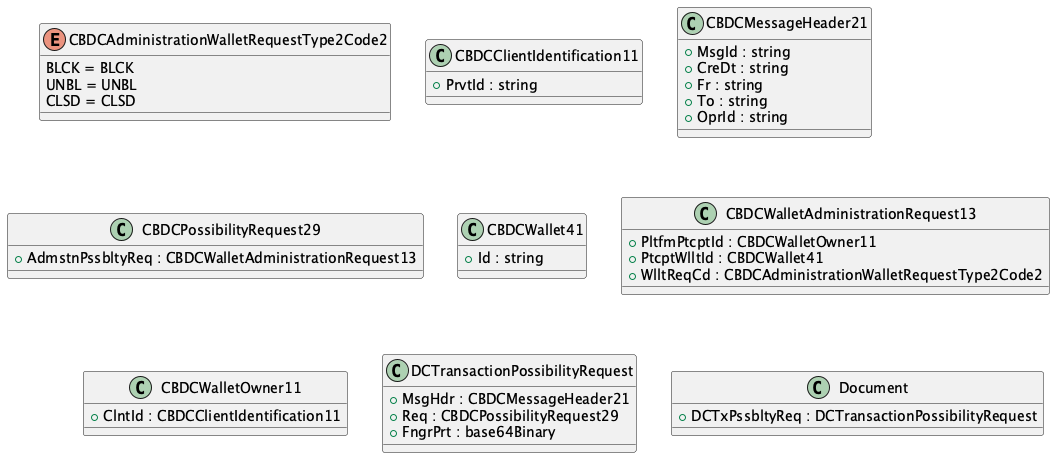 E CBDCAdministrationWalletRequestType2Code2
BLCK = BLCK
UNBL = UNBL
CLSD = CLSD
C CBDCClientIdentification11
PrvtId : string
C CBDCMessageHeader21
MsgId : string
CreDt : string
Fr : string
To : string
OprId : string
C CBDCPossibilityRequest29
AdmstnPssbltyReq : CBDCWalletAdministrationRequest13
C CBDCWallet41
Id : string
C CBDCWalletAdministrationRequest13
PltfmPtcptId : CBDCWalletOwner11
PtcptWlltId : CBDCWallet41
WlltReqCd : CBDCAdministrationWalletRequestType2Code2
C CBDCWalletOwner11
ClntId : CBDCClientIdentification11
C DCTransactionPossibilityRequest
MsgHdr : CBDCMessageHeader21
Req : CBDCPossibilityRequest29
FngrPrt : base64Binary
C Document
DCTxPssbltyReq : DCTransactionPossibilityRequest